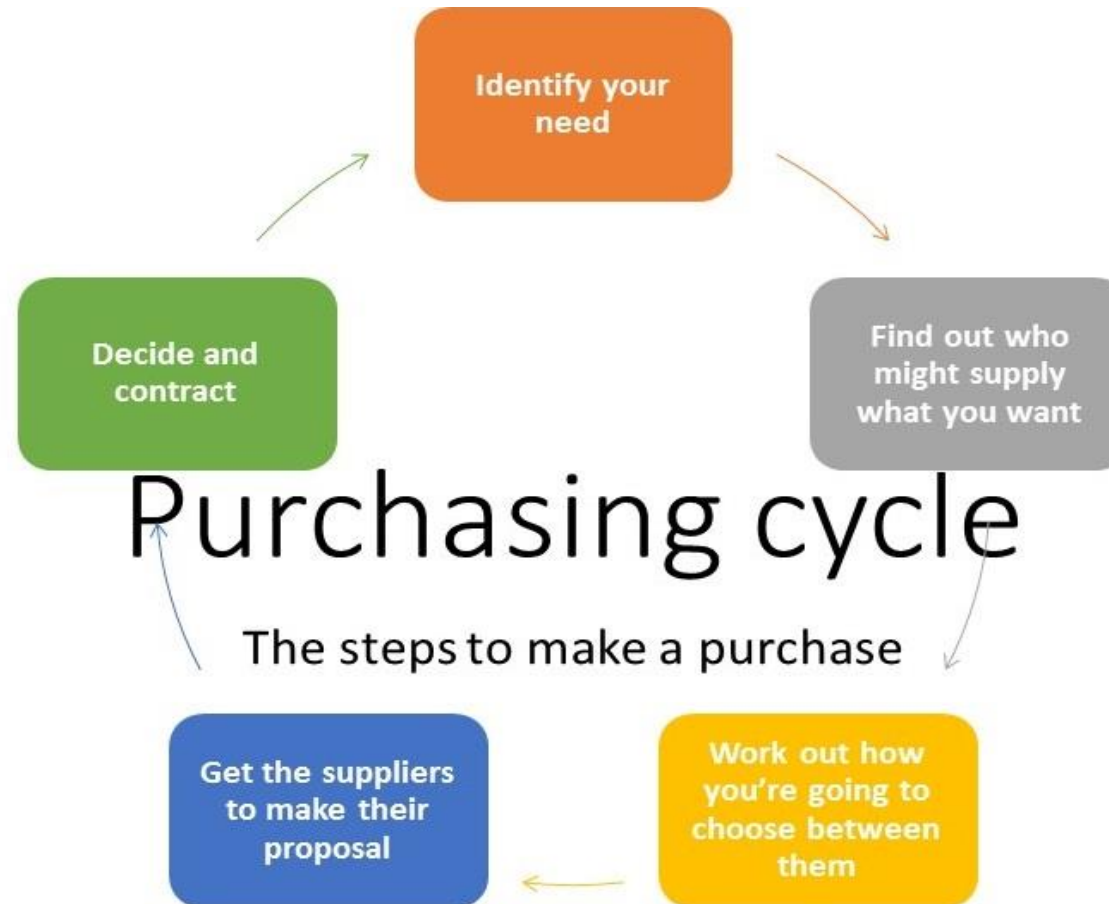 Identify your
need
Find out who
might supply
what you want
Work out how
you’re going to
choose between
them
Get the suppliers
to make their
proposal
Decide and
contract
Purchasing cycle
The steps to make a purchase